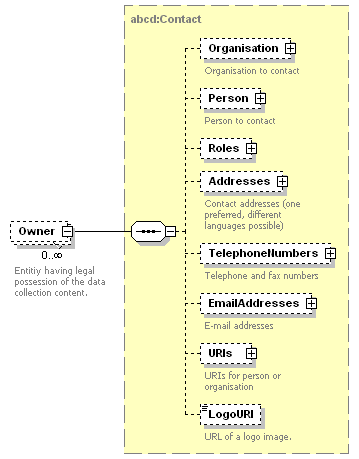 abcd:Contact
Organisation
Organisation to contact
Person
Person to contact
Roles
Addresses
Contact addresses (one
preferred, different
languages possible)
Owner
0..∞
Entitiy having legal
possession of the data
collection content.
TelephoneNumbers
Telephone and fax numbers
EmailAddresses
E-mail addresses
URIs
URIs for person or
organisation
LogoURI
URL of a logo image.